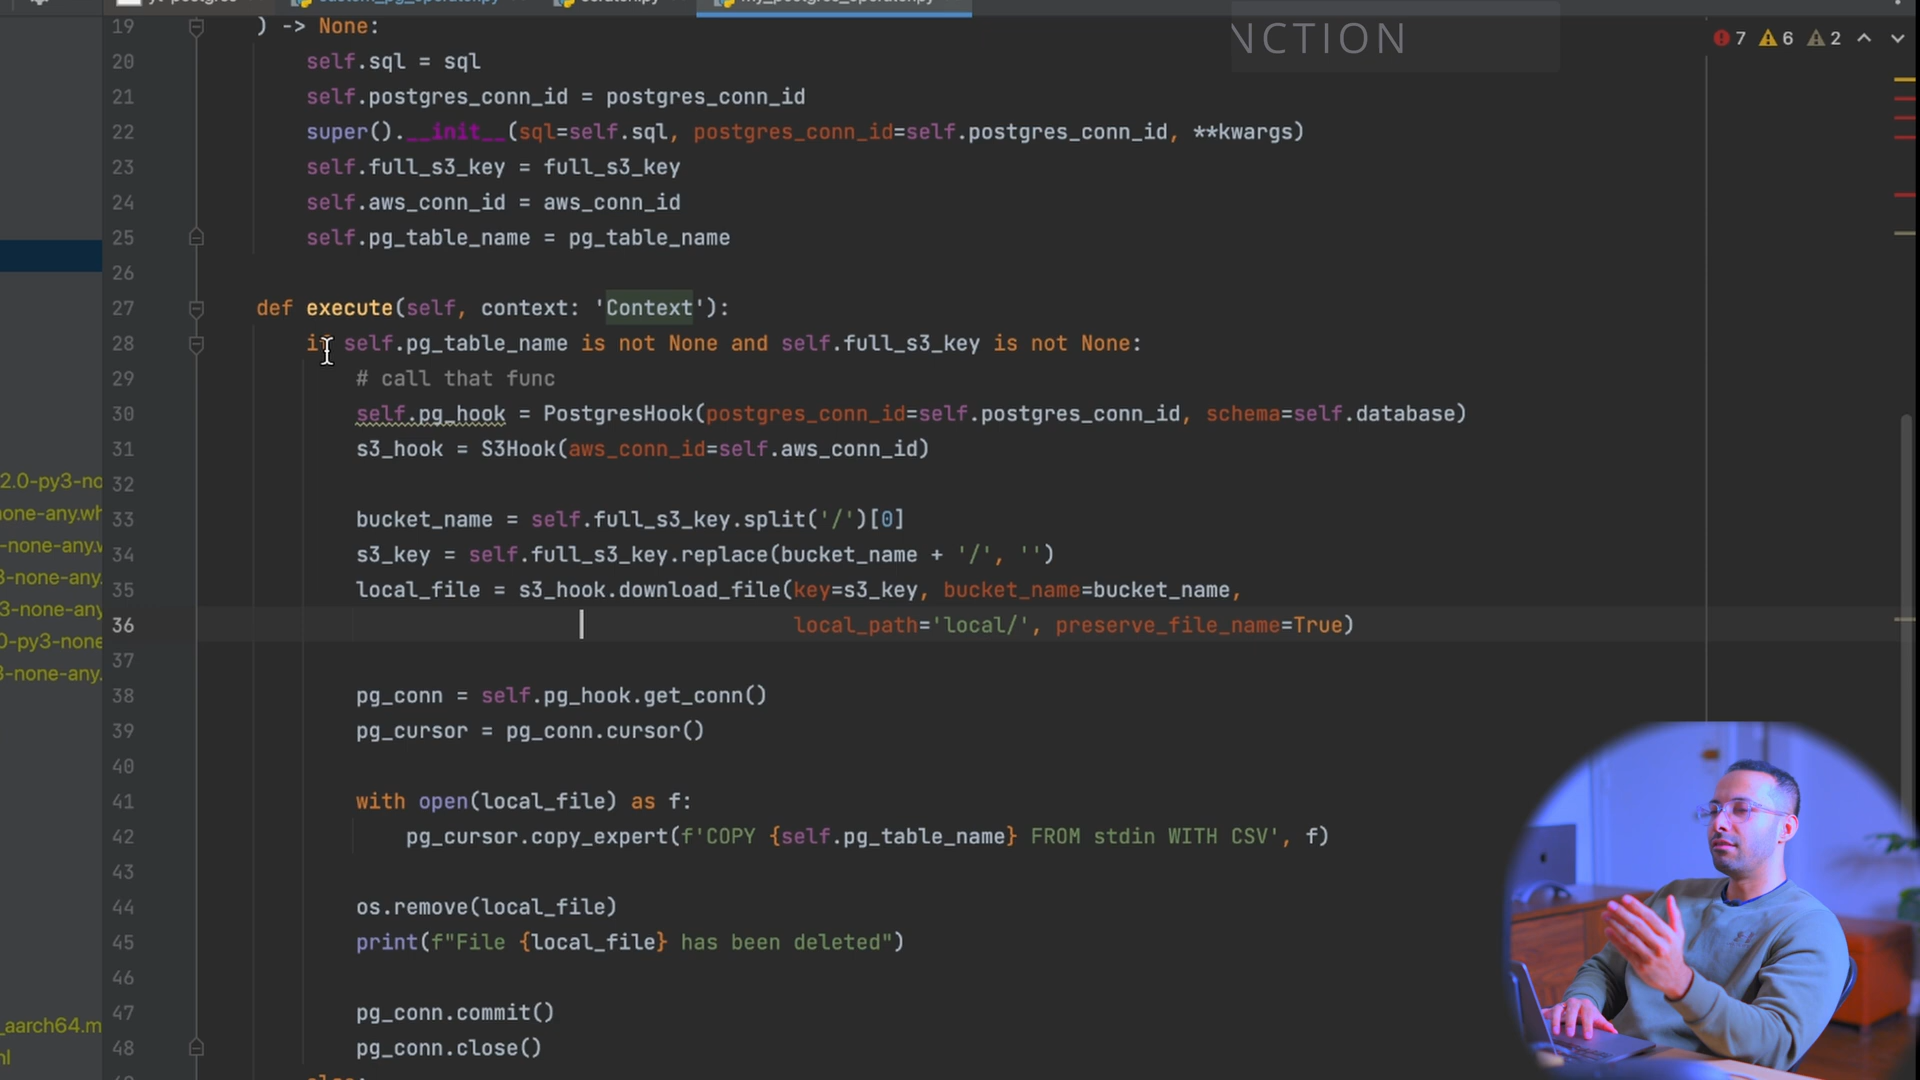 NCTION
7 6 2
19 ) -> None:
20 self.sql = sql
21 self.postgres_conn_id = postgres_conn_id
22 super().__init__(sql=self.sql, postgres_conn_id=self.postgres_conn_id, **kwargs)
23 self.full_s3_key = full_s3_key
24 self.aws_conn_id = aws_conn_id
25 self.pg_table_name = pg_table_name
26
27 def execute(self, context: 'Context'):
28 if self.pg_table_name is not None and self.full_s3_key is not None:
29 # call that func
30 self.pg_hook = PostgresHook(postgres_conn_id=self.postgres_conn_id, schema=self.database)
31 s3_hook = S3Hook(aws_conn_id=self.aws_conn_id)
32
33 bucket_name = self.full_s3_key.split('/')[0]
34 s3_key = self.full_s3_key.replace(bucket_name + '/', '')
35 local_file = s3_hook.download_file(key=s3_key, bucket_name=bucket_name,
36 local_path='local/', preserve_file_name=True)
37
38 pg_conn = self.pg_hook.get_conn()
39 pg_cursor = pg_conn.cursor()
40
41 with open(local_file) as f:
42 pg_cursor.copy_expert(f'COPY {self.pg_table_name} FROM stdin WITH CSV', f)
43
44 os.remove(local_file)
45 print(f"File {local_file} has been deleted")
46
47 pg_conn.commit()
48 pg_conn.close()
2.0-py3-no
none-any.wh
-none-any.w
3-none-any.
3-none-any
0-py3-none
3-none-any.
_aarch64.m
nl